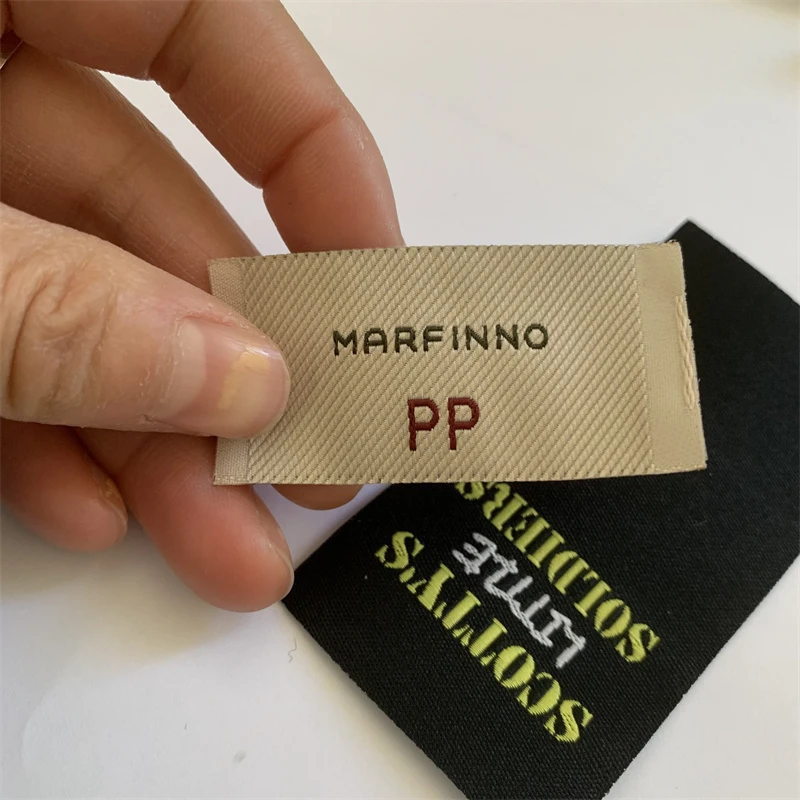 MARFINNO
PP
SCOTTY'S
LITTLE
SOLDIERS